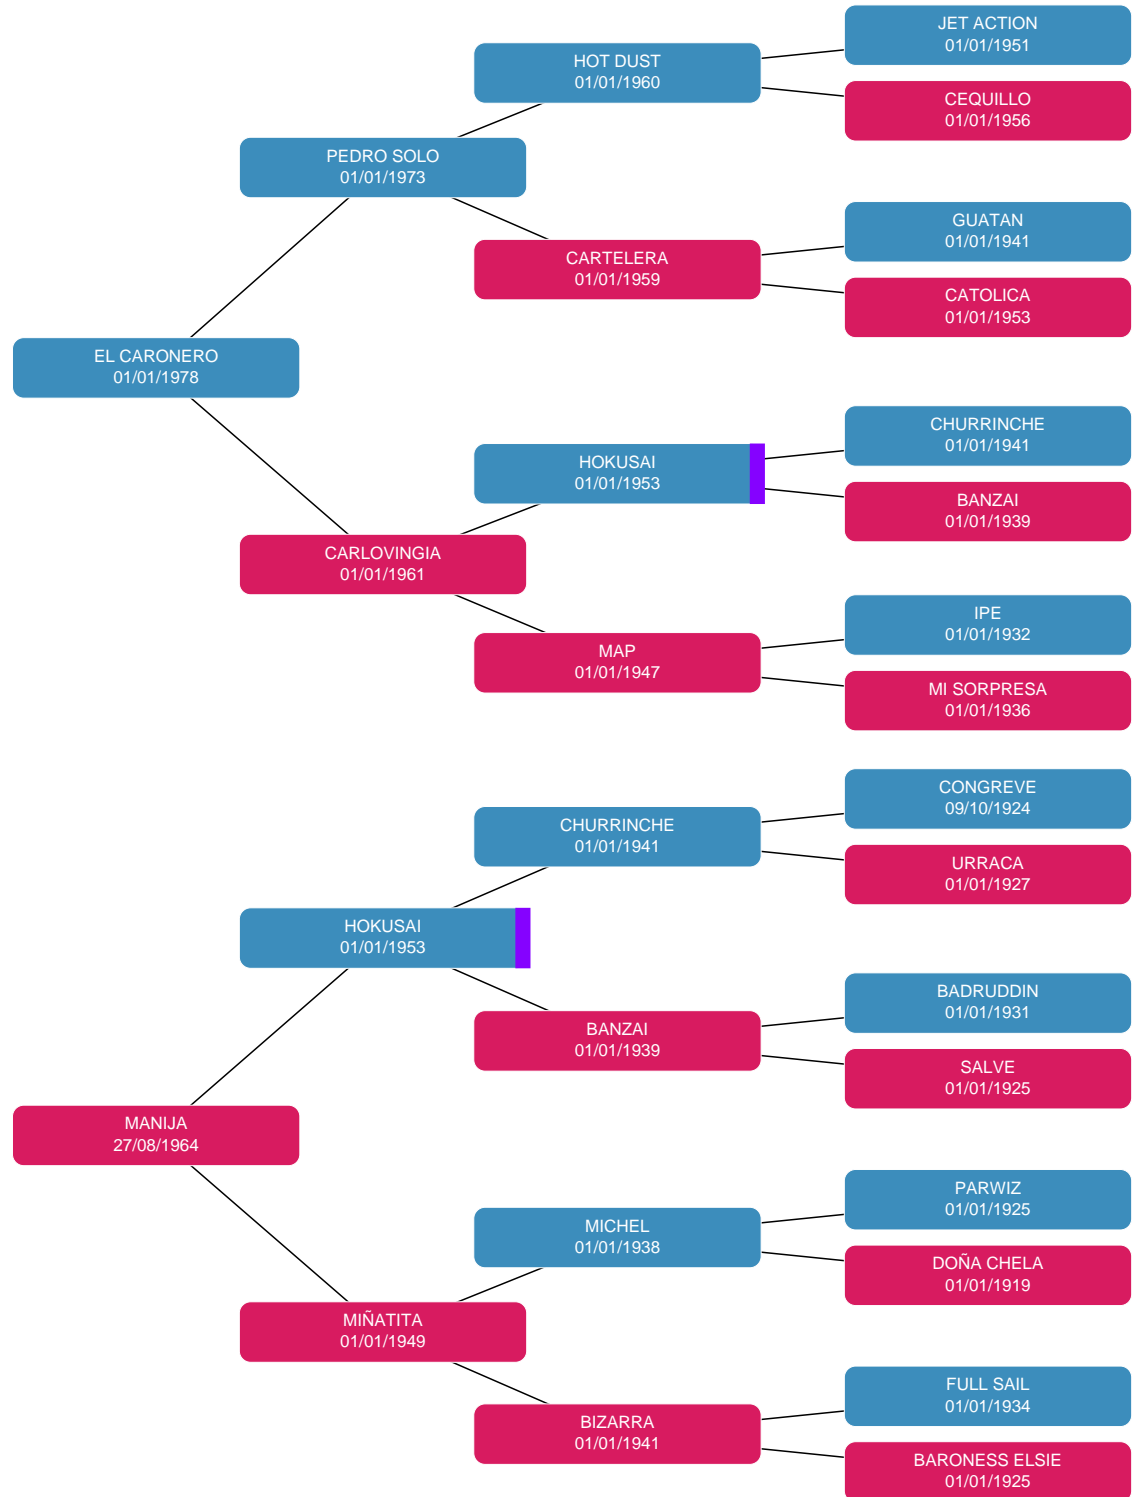 JET ACTION
01/01/1951
HOT DUST
01/01/1960
CEQUILLO
01/01/1956
PEDRO SOLO
01/01/1973
GUATAN
01/01/1941
CARTELERA
01/01/1959
CATOLICA
01/01/1953
EL CARONERO
01/01/1978
CHURRINCHE
01/01/1941
HOKUSAI
01/01/1953
BANZAI
01/01/1939
CARLOVINGIA
01/01/1961
IPE
01/01/1932
MAP
01/01/1947
MI SORPRESA
01/01/1936
CONGREVE
09/10/1924
CHURRINCHE
01/01/1941
URRACA
01/01/1927
HOKUSAI
01/01/1953
BADRUDDIN
01/01/1931
BANZAI
01/01/1939
SALVE
01/01/1925
MANIJA
27/08/1964
PARWIZ
01/01/1925
MICHEL
01/01/1938
DOÑA CHELA
01/01/1919
MIÑATITA
01/01/1949
FULL SAIL
01/01/1934
BIZARRA
01/01/1941
BARONESS ELSIE
01/01/1925